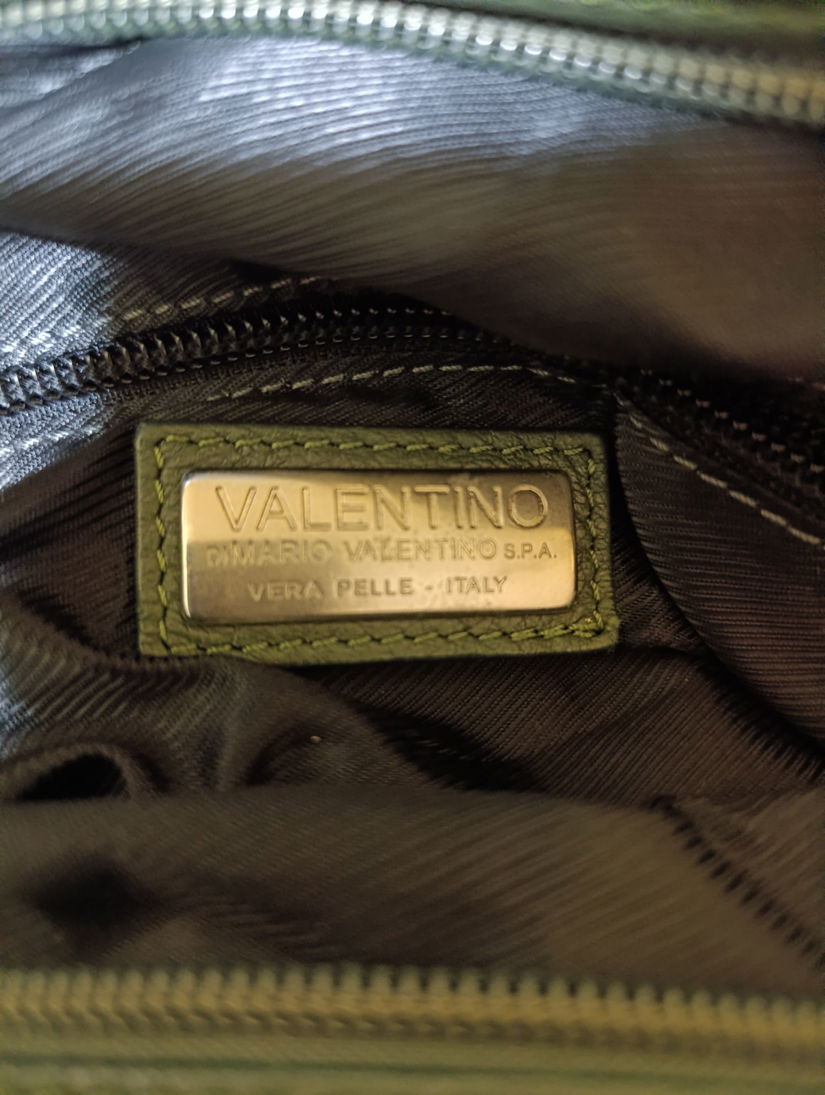 VALENTINO
DI MARIO VALENTINO S.P.A.
VERA PELLE - ITALY